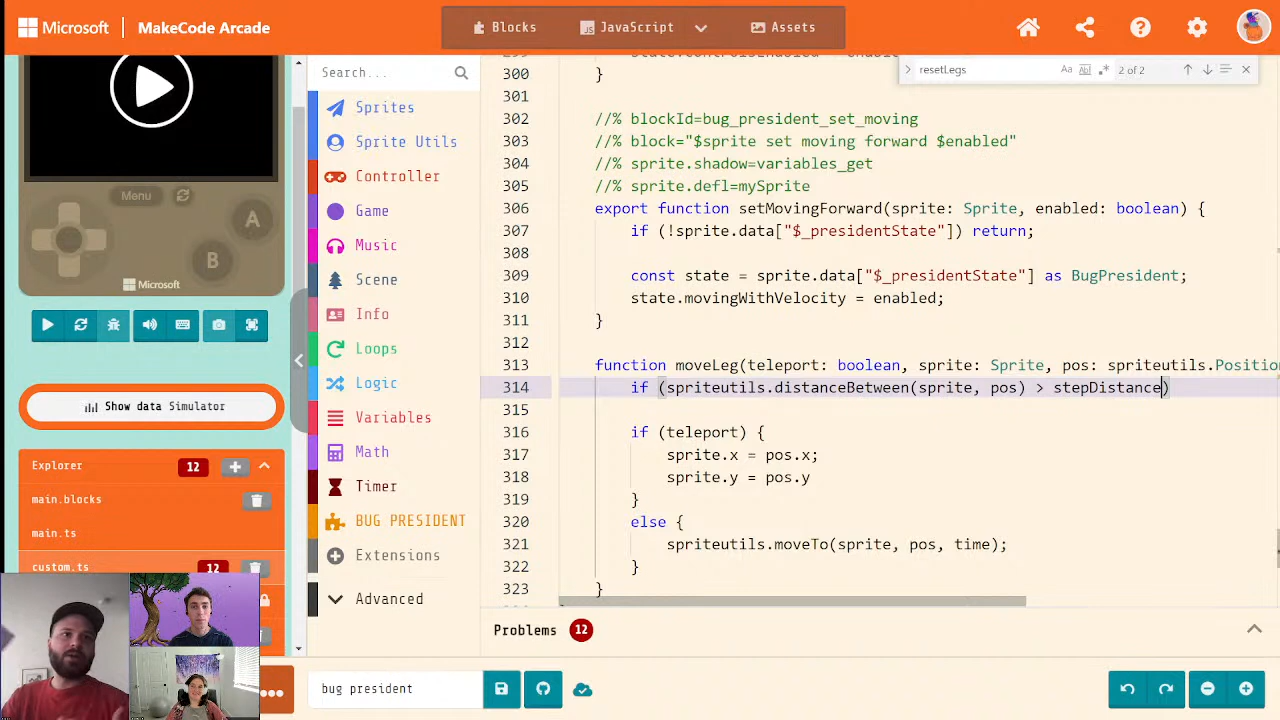 Microsoft
MakeCode Arcade
Blocks
JavaScript
Assets
Menu
A
B
Microsoft
Show data Simulator
Explorer
12
main.blocks
main.ts
custom.ts
12
Search...
Sprites
Sprite Utils
Controller
Game
Music
Scene
Info
Loops
Logic
Variables
Math
Timer
BUG PRESIDENT
Extensions
Advanced
resetLegs
Aa
2 of 2
300 }
301
302 //% blockId=bug_president_set_moving
303 //% block="$sprite set moving forward $enabled"
304 //% sprite.shadow=variables_get
305 //% sprite.defl=mySprite
306 export function setMovingForward(sprite: Sprite, enabled: boolean) {
307 if (!sprite.data["$_presidentState"]) return;
308
309 const state = sprite.data["$_presidentState"] as BugPresident;
310 state.movingWithVelocity = enabled;
311 }
312
313 function moveLeg(teleport: boolean, sprite: Sprite, pos: spriteutils.Positio
314 if (spriteutils.distanceBetween(sprite, pos) > stepDistance)
315
316 if (teleport) {
317 sprite.x = pos.x;
318 sprite.y = pos.y
319 }
320 else {
321 spriteutils.moveTo(sprite, pos, time);
322 }
323 }
Problems 12
bug president